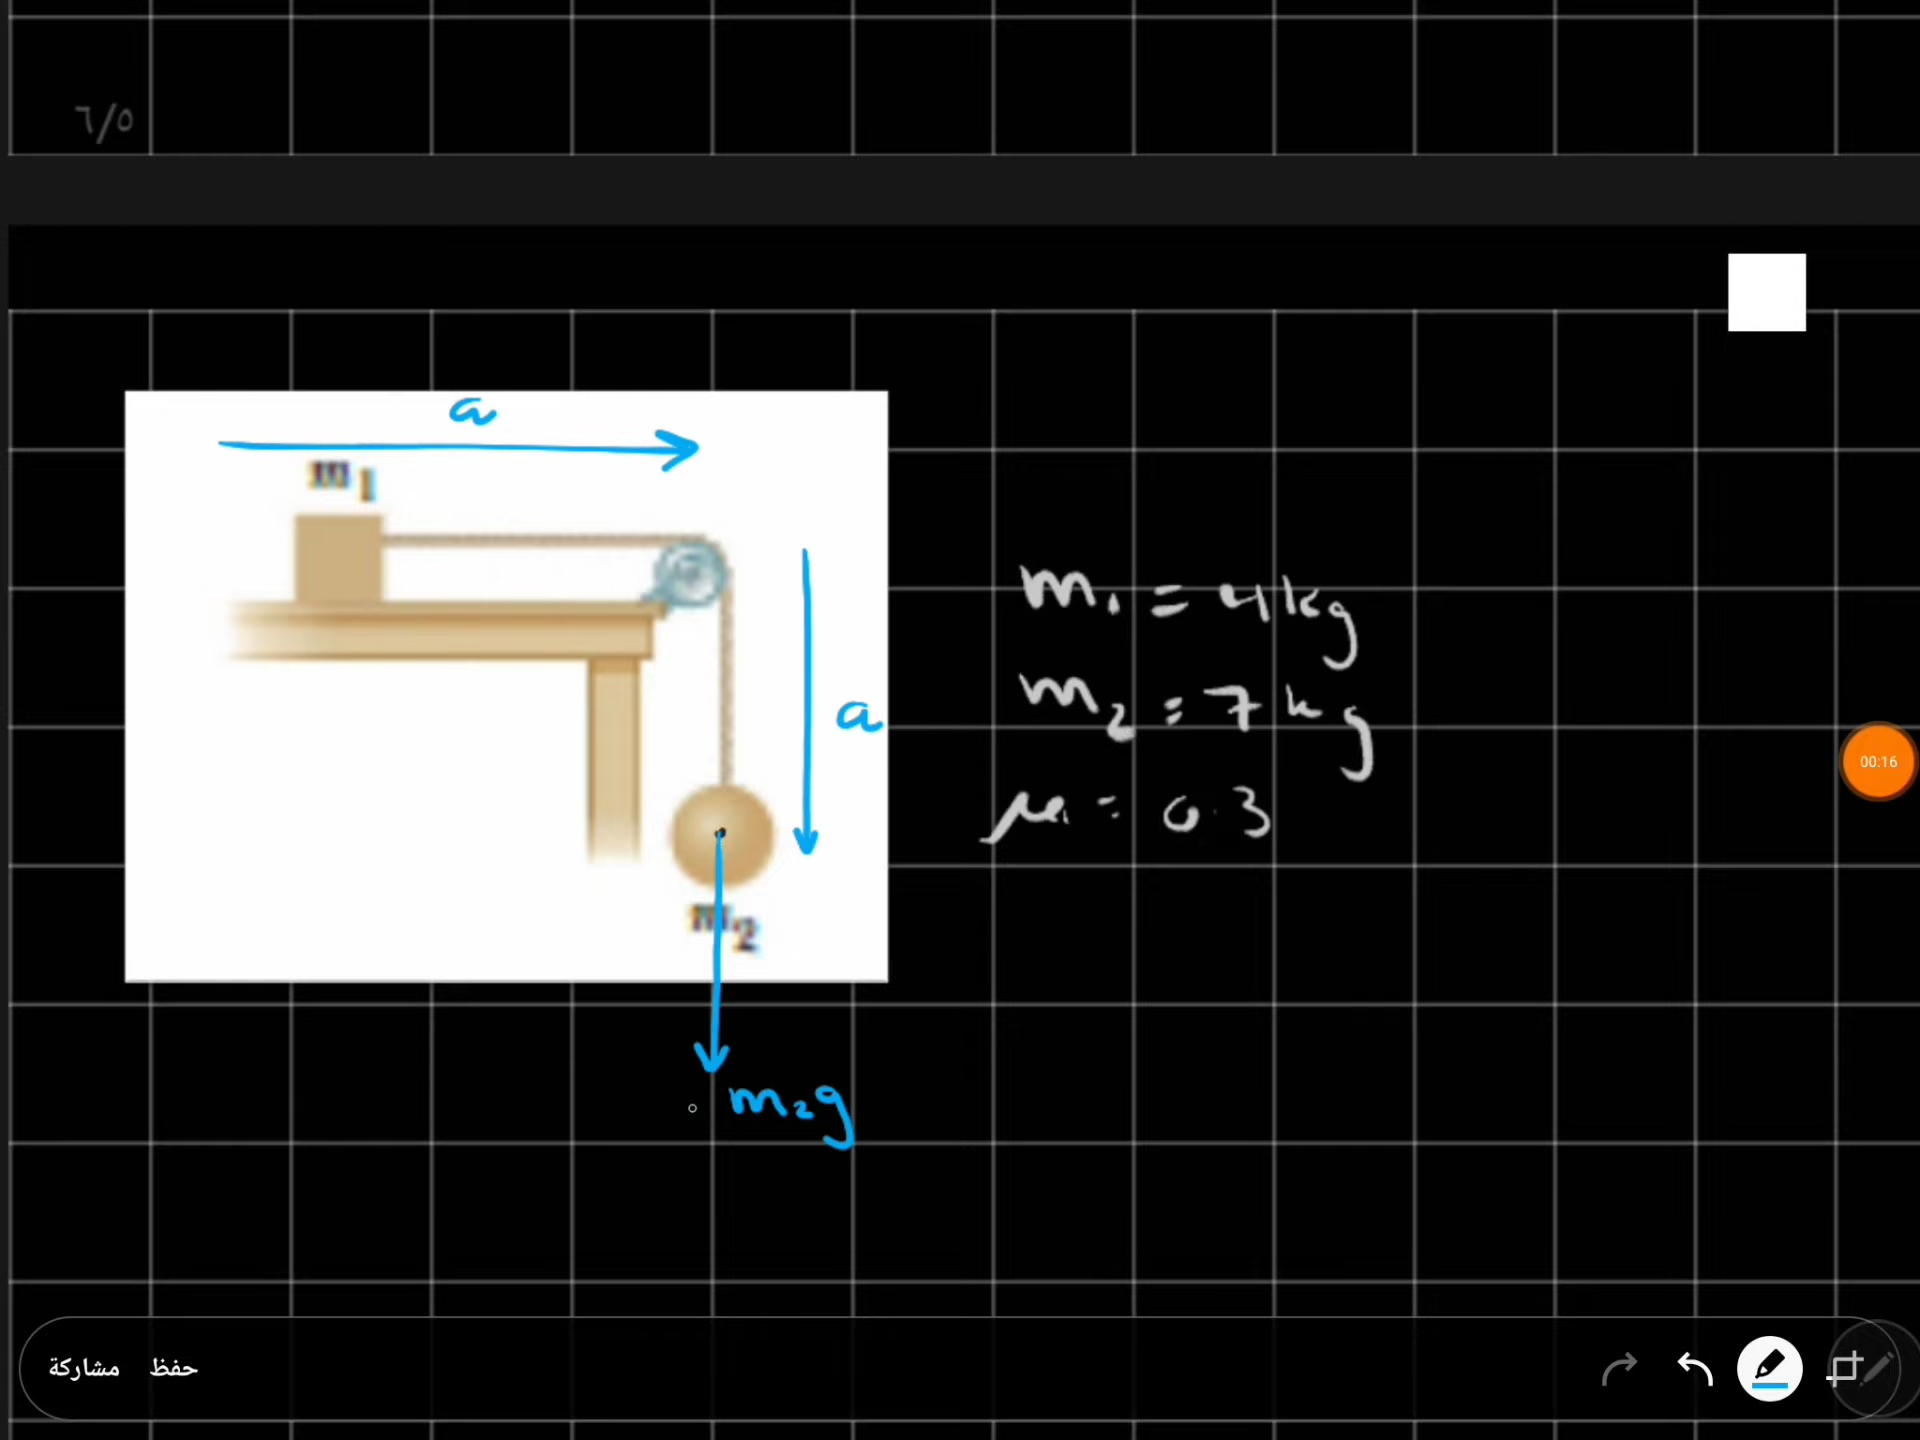 ٦/٥
a
m1
a
m2
m2g
m1 = 4kg
m2 = 7kg
μ = 0.3
00:16
مشاركة حفظ